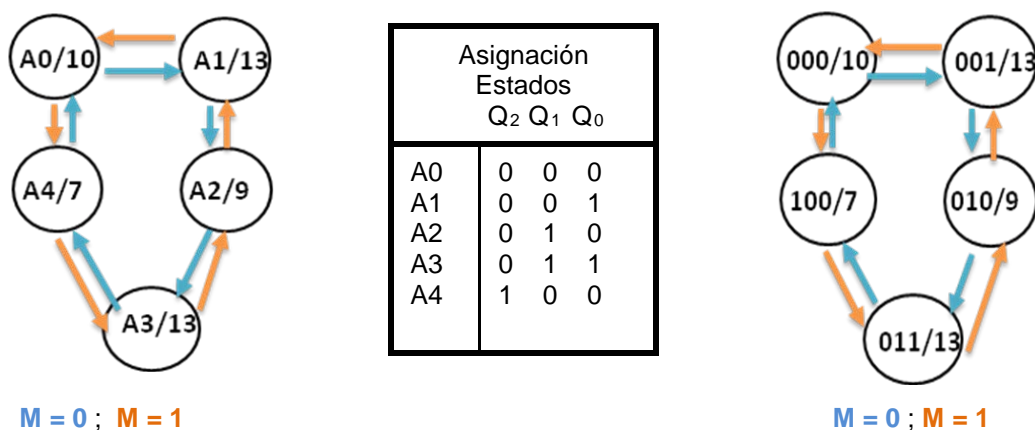 A0/10
A1/13
A4/7
A2/9
A3/13
M = 0 ; M = 1
Asignación
Estados
Q2 Q1 Q0
A0 0 0 0
A1 0 0 1
A2 0 1 0
A3 0 1 1
A4 1 0 0
000/10
001/13
100/7
010/9
011/13
M = 0 ; M = 1